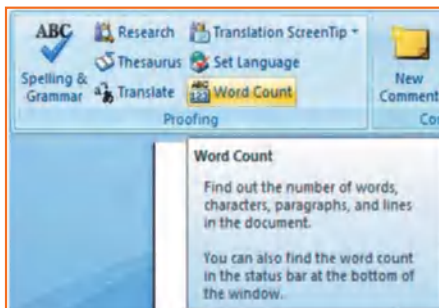 ABC
Spelling &
Grammar
Research
Thesaurus
Translate
Translation ScreenTip
Set Language
ABC
123
Word Count
Proofing
New
Comment
Word Count
Find out the number of words,
characters, paragraphs, and lines
in the document.
You can also find the word count
in the status bar at the bottom of
the window.